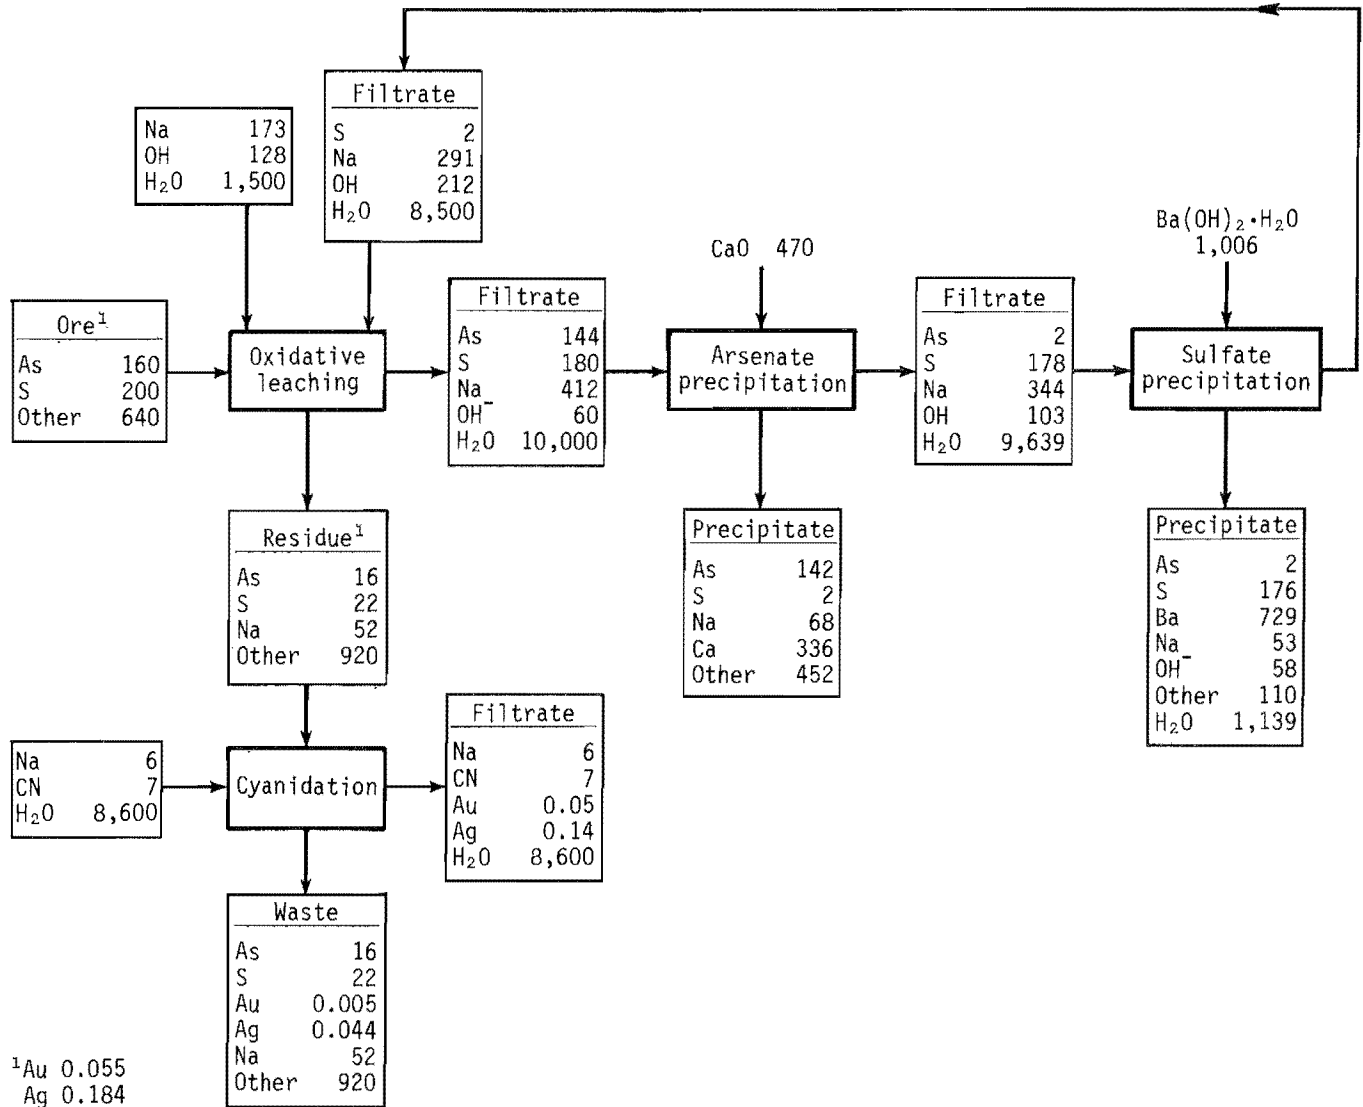 Filtrate
S 2
Na 291
OH 212
H₂O 8,500
Na 173
OH 128
H₂O 1,500
Ore¹
As 160
S 200
Other 640
Oxidative
leaching
Filtrate
As 144
S 180
Na 412
OH⁻ 60
H₂O 10,000
CaO 470
Arsenate
precipitation
Filtrate
As 2
S 178
Na 344
OH 103
H₂O 9,639
Ba(OH)₂•H₂O
1,006
Sulfate
precipitation
Residue¹
As 16
S 22
Na 52
Other 920
Precipitate
As 142
S 2
Na 68
Ca 336
Other 452
Precipitate
As 2
S 176
Ba 729
Na 53
OH⁻ 58
Other 110
H₂O 1,139
Na 6
CN 7
H₂O 8,600
Cyanidation
Filtrate
Na 6
CN 7
Au 0.05
Ag 0.14
H₂O 8,600
Waste
As 16
S 22
Au 0.005
Ag 0.044
Na 52
Other 920
¹Au 0.055
Ag 0.184